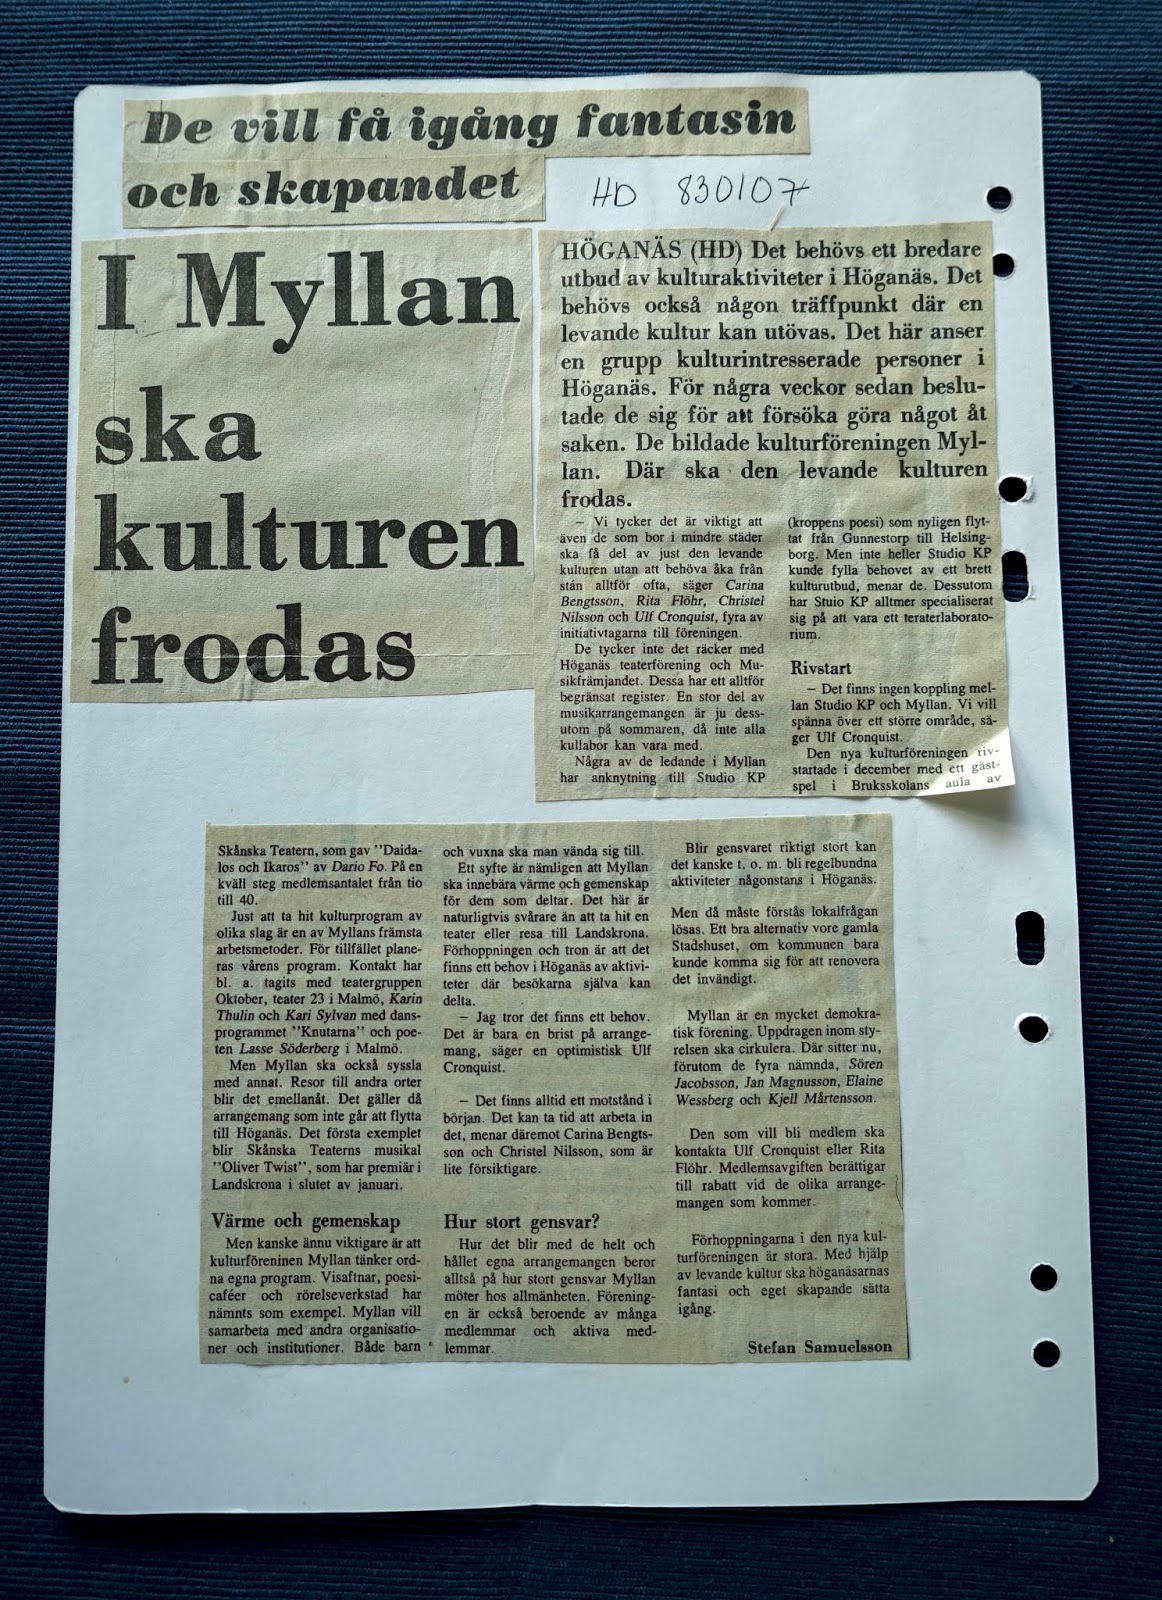 De vill få igång fantasin
och skapandet
HD 830107
I Myllan
ska
kulturen
frodas
HÖGANÄS (HD) Det behövs ett bredare
utbud av kulturaktiviteter i Höganäs. Det
behövs också någon träffpunkt där en
levande kultur kan utövas. Det här anser
en grupp kulturintresserade personer i
Höganäs. För några veckor sedan beslu-
tade de sig för att försöka göra något åt
saken. De bildade kulturföreningen Myl-
lan. Där ska den levande kulturen
frodas.
– Vi tycker det är viktigt att
även de som bor i mindre städer
ska få del av just den levande
kulturen utan att behöva åka från
stán alltför ofta, säger Carina
Bengtsson, Rita Flöhr, Christel
Nilsson och Ulf Cronquist, fyra av
initiativtagarna till föreningen.
De tycker inte det räcker med
Höganäs teaterförening och Mu-
sikfrämjandet. Dessa har ett alltför
begränsat register. En stor del av
musikarrangemangen är ju dess-
utom på sommaren, då inte alla
kullabor kan vara med.
Några av de ledande i Myllan
har anknytning till Studio KP
(kroppens poesi) som nyligen flyt-
tat från Gunnestorp till Helsing-
borg. Men inte heller Studio KP
kunde fylla behovet av ett brett
kulturutbud, menar de. Dessutom
har Stuio KP alltmer specialiserat
sig på att vara ett teraterlaborato-
rium.
Rivstart
– Det finns ingen koppling mel-
lan Studio KP och Myllan. Vi vill
spänna över ett större område, sä-
ger Ulf Cronquist.
Den nya kulturföreningen riv-
startade i december med ett gäst-
spel i Bruksskolans aula av
Skånska Teatern, som gav "Daida-
los och Ikaros" av Dario Fo. På en
kväll steg medlemsantalet från tio
till 40.
Just att ta hit kulturprogram av
olika slag är en av Myllans främsta
arbetsmetoder. För tillfället plane-
ras vårens program. Kontakt har
bl. a. tagits med teatergruppen
Oktober, teater 23 i Malmö, Karin
Thulin och Kari Sylvan med dans-
programmet "Knutarna" och poe-
ten Lasse Söderberg i Malmö.
Men Myllan ska också syssla
med annat. Resor till andra orter
blir det emellanåt. Det gäller då
arrangemang som inte går att flytta
till Höganäs. Det första exemplet
blir Skånska Teaterns musikal
"Oliver Twist", som har premiär i
Landskrona i slutet av januari.
Värme och gemenskap
Men kanske ännu viktigare är att
kulturföreninen Myllan tänker ord-
na egna program. Visaftnar, poesi-
caféer och rörelseverkstad har
nämnts som exempel. Myllan vill
samarbeta med andra organisatio-
ner och institutioner. Både barn
och vuxna ska man vända sig till.
Ett syfte är nämligen att Myllan
ska innebära värme och gemenskap
för dem som deltar. Det här är
naturligtvis svårare än att ta hit en
teater eller resa till Landskrona.
Förhoppningen och tron är att det
finns ett behov i Höganäs av aktivi-
teter där besökarna själva kan
delta.
– Jag tror det finns ett behov.
Det är bara en brist på arrange-
mang, säger en optimistisk Ulf
Cronquist.
– Det finns alltid ett motstånd i
början. Det kan ta tid att arbeta in
det, menar däremot Carina Bengts-
son och Christel Nilsson, som är
lite försiktigare.
Hur stort gensvar?
Hur det blir med de helt och
hållet egna arrangemangen beror
alltså på hur stort gensvar Myllan
möter hos allmänheten. Förening-
en är också beroende av många
medlemmar och aktiva med-
lemmar.
Blir gensvaret riktigt stort kan
det kanske t. o. m. bli regelbundna
aktiviteter någonstans i Höganäs.
Men då måste förstås lokalfrågan
lösas. Ett bra alternativ vore gamla
Stadshuset, om kommunen bara
kunde komma sig för att renovera
det invändigt.
Myllan är en mycket demokra-
tisk förening. Uppdragen inom sty-
relsen ska cirkulera. Där sitter nu,
förutom de fyra nämnda, Sören
Jacobsson, Jan Magnusson, Elaine
Wessberg och Kjell Mårtensson.
Den som vill bli medlem ska
kontakta Ulf Cronquist eller Rita
Flöhr. Medlemsavgiften berättigar
till rabatt vid de olika arrange-
mangen som kommer.
Förhoppningarna i den nya kul-
turföreningen är stora. Med hjälp
av levande kultur ska höganäsarnas
fantasi och eget skapande sätta
igång.
Stefan Samuelsson